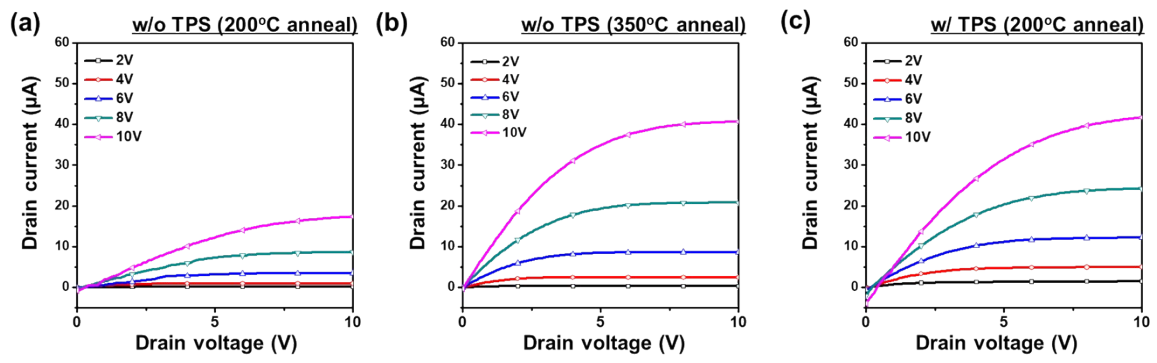 (a)
w/o TPS (200°C anneal)
60
50
40
30
20
10
0
Drain current (μA)
2V
4V
6V
8V
10V
0
5
10
Drain voltage (V)
(b)
w/o TPS (350°C anneal)
60
50
40
30
20
10
0
Drain current (μA)
2V
4V
6V
8V
10V
0
5
10
Drain voltage (V)
(c)
w/ TPS (200°C anneal)
60
50
40
30
20
10
0
Drain current (μA)
2V
4V
6V
8V
10V
0
5
10
Drain voltage (V)